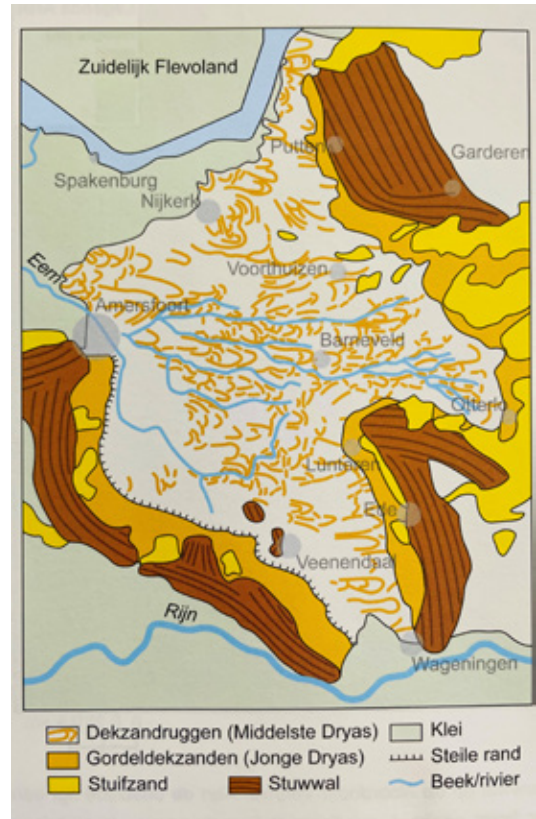 Zuidelijk Flevoland
Putten
Garderen
Spakenburg
Nijkerk
Eem
Voorthuizen
Amersfoort
Barneveld
Otterlo
Lunteren
Ede
Veenendaal
Rijn
Wageningen
Dekzandruggen (Middelste Dryas)
Klei
Gordeldekzanden (Jonge Dryas)
Steile rand
Stuifzand
Stuwwal
Beek/rivier